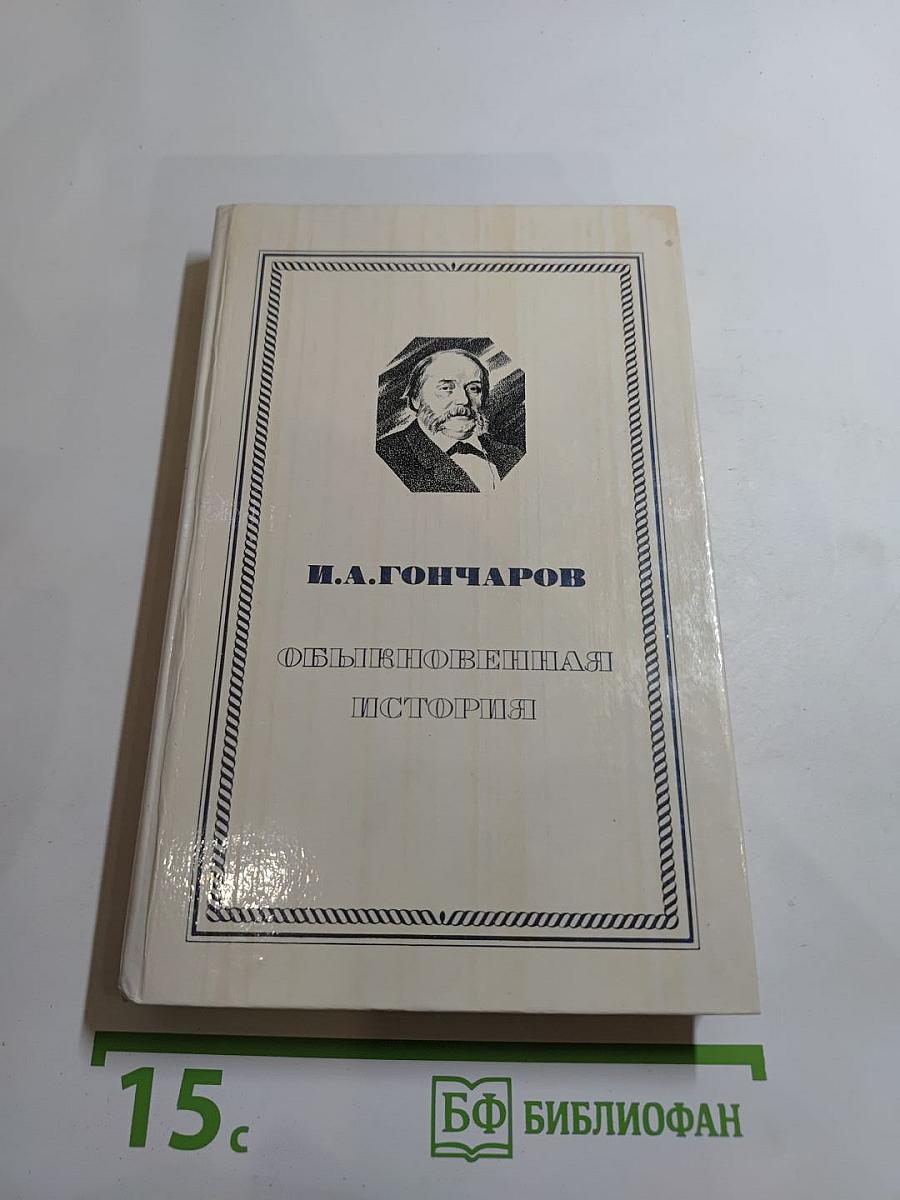 И.А.ГОНЧАРОВ
ОБЫКНОВЕННАЯ
ИСТОРИЯ
15с
БФ БИБЛИОФАН